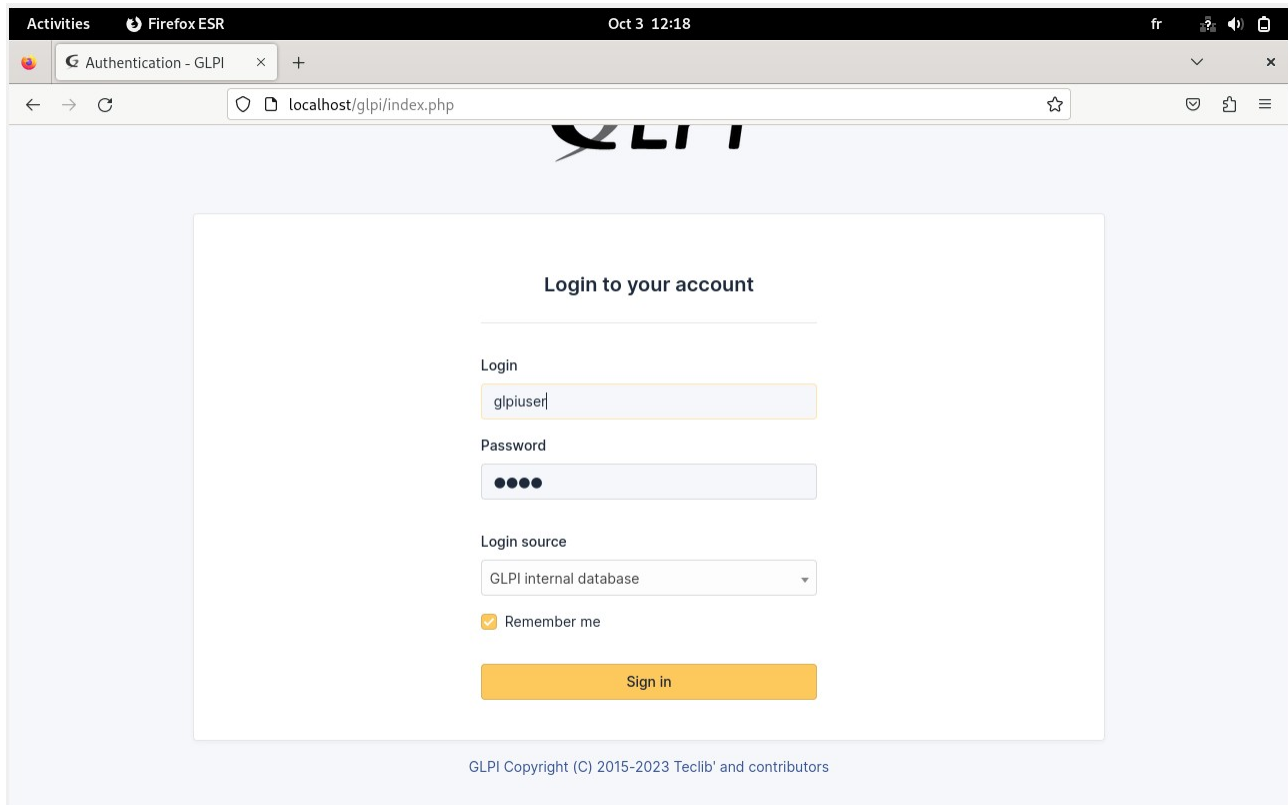 Activities Firefox ESR Oct 3 12:18 fr
Authentication - GLPI
localhost/glpi/index.php
GLPI
Login to your account
Login
glpiuser
Password
Login source
GLPI internal database
Remember me
Sign in
GLPI Copyright (C) 2015-2023 Teclib' and contributors